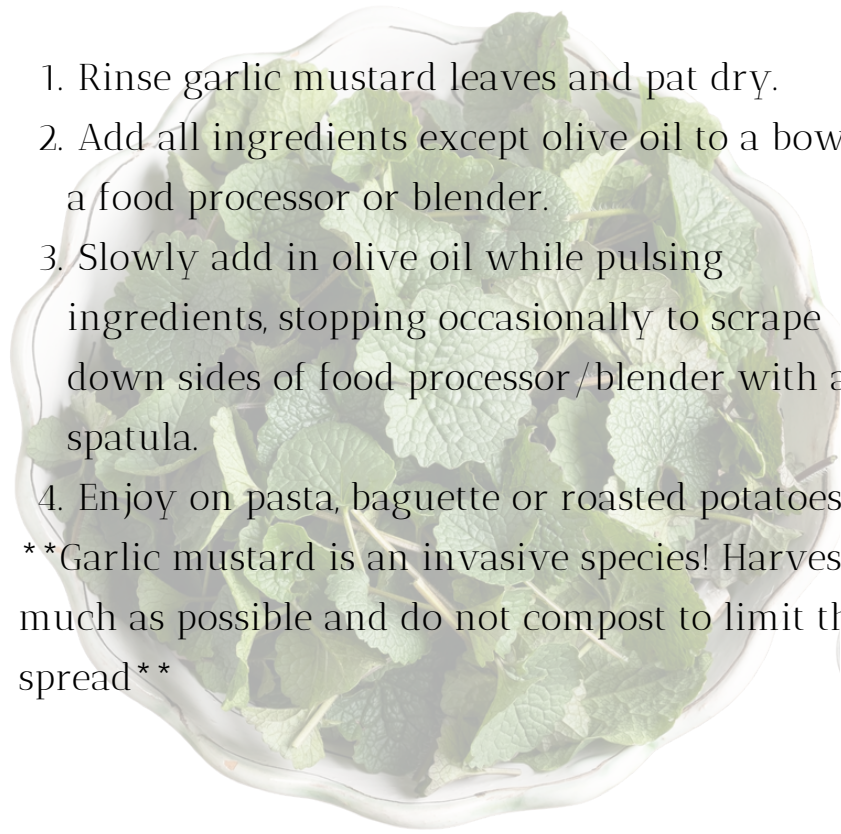 1. Rinse garlic mustard leaves and pat dry.
2. Add all ingredients except olive oil to a bow
a food processor or blender.
3. Slowly add in olive oil while pulsing
ingredients, stopping occasionally to scrape
down sides of food processor/blender with a
spatula.
4. Enjoy on pasta, baguette or roasted potatoes
**Garlic mustard is an invasive species! Harves
much as possible and do not compost to limit th
spread**